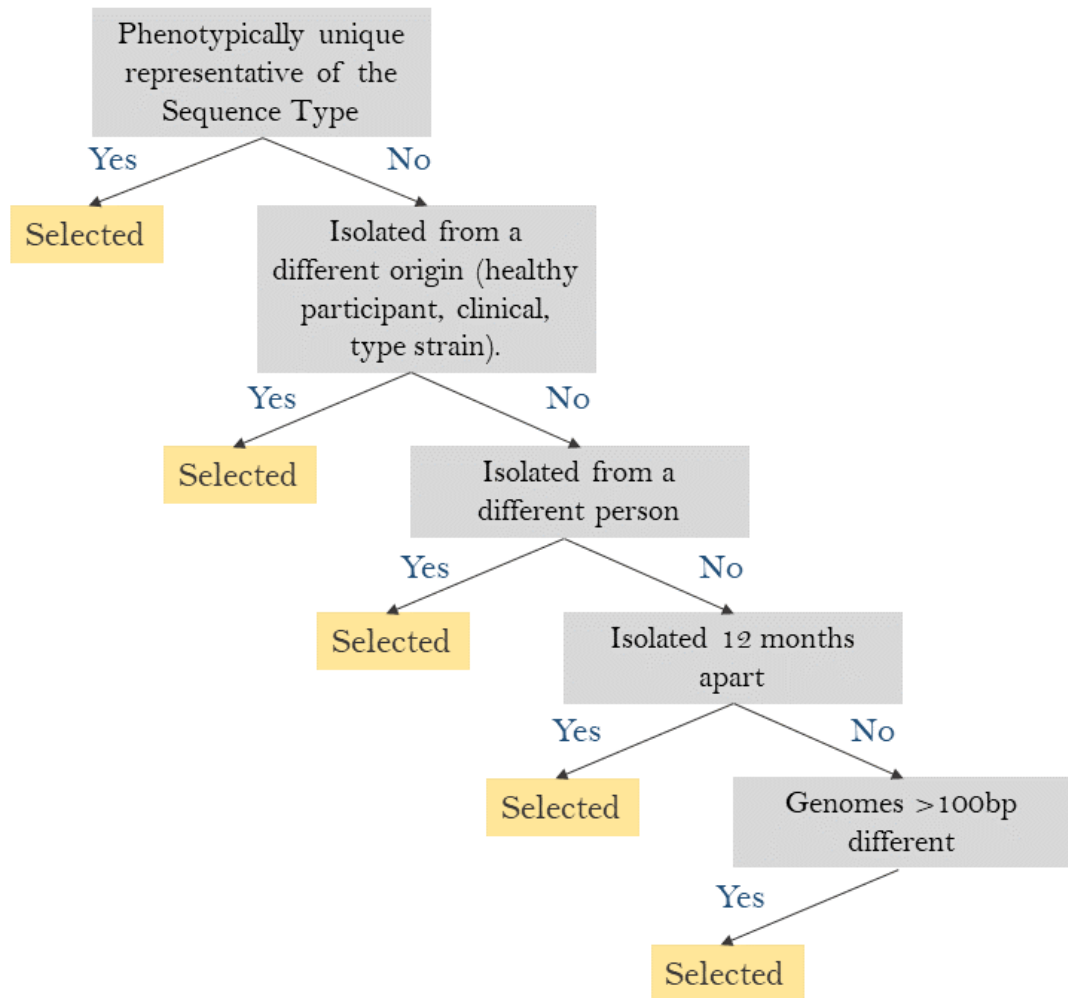 Phenotypically unique
representative of the
Sequence Type
Yes
No
Selected
Isolated from a
different origin (healthy
participant, clinical,
type strain).
Yes
No
Selected
Isolated from a
different person
Yes
No
Selected
Isolated 12 months
apart
Yes
No
Selected
Genomes >100bp
different
Yes
Selected